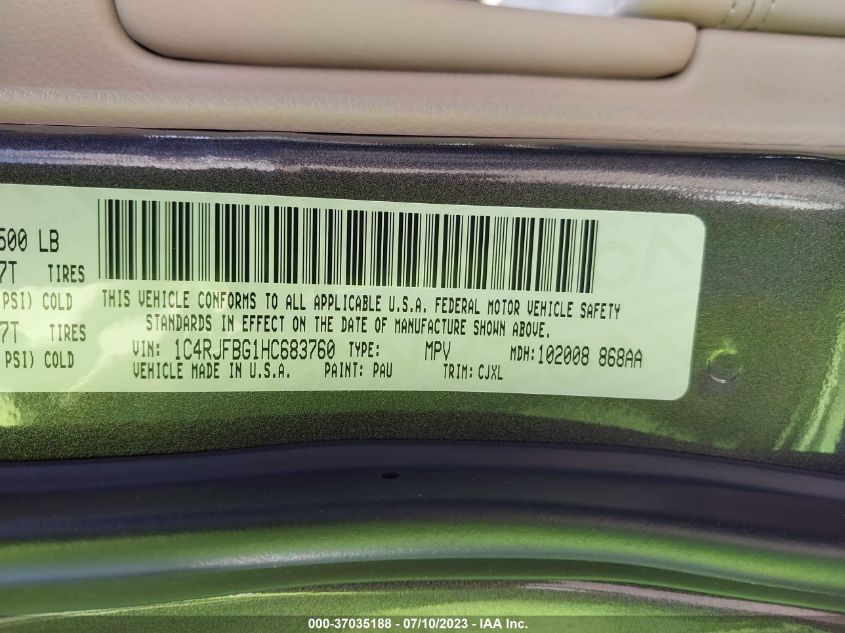 500 LB
7T TIRES
PSI) COLD
7T TIRES
PSI) COLD
THIS VEHICLE CONFORMS TO ALL APPLICABLE U.S.A. FEDERAL MOTOR VEHICLE SAFETY
STANDARDS IN EFFECT ON THE DATE OF MANUFACTURE SHOWN ABOVE.
VIN: 1C4RJFBG1HC683760 TYPE: MPV MDH:102008 868AA
VEHICLE MADE IN U.S.A. PAINT: PAU TRIM: CJXL
000-37035188 - 07/10/2023 - IAA Inc.